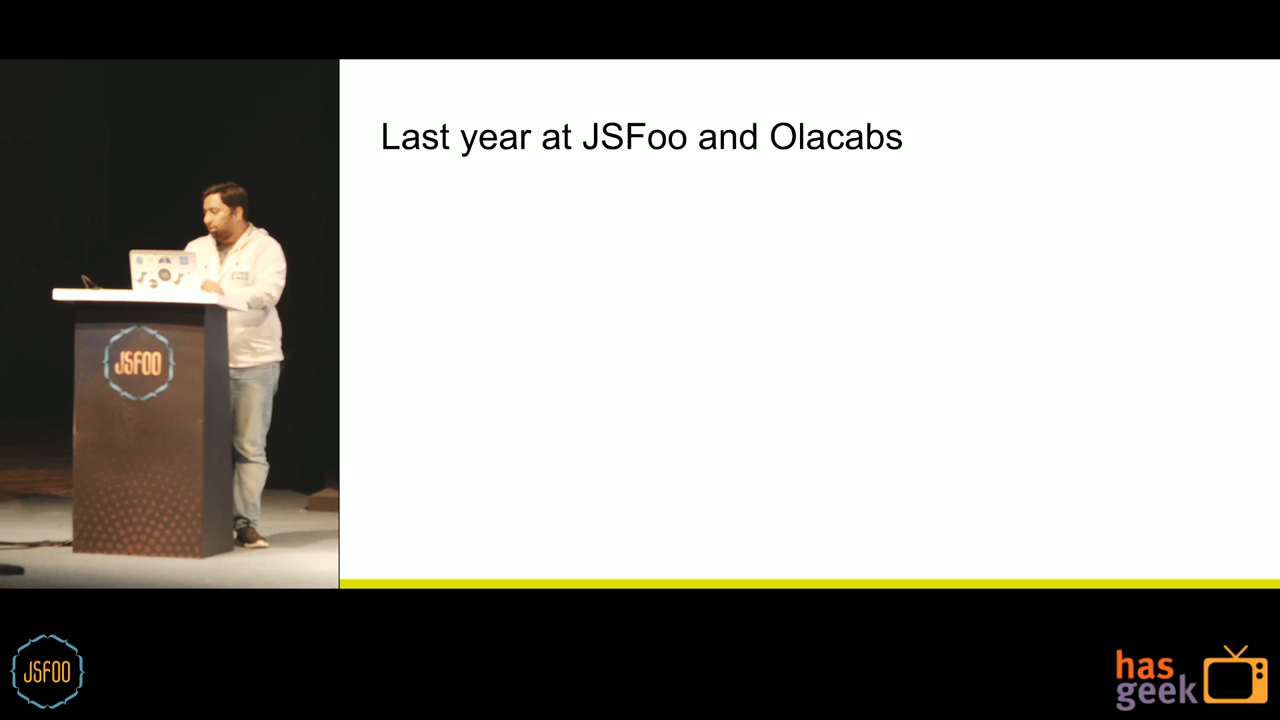 Last year at JSFoo and Olacabs
JSFOO
JSFOO
has
geek